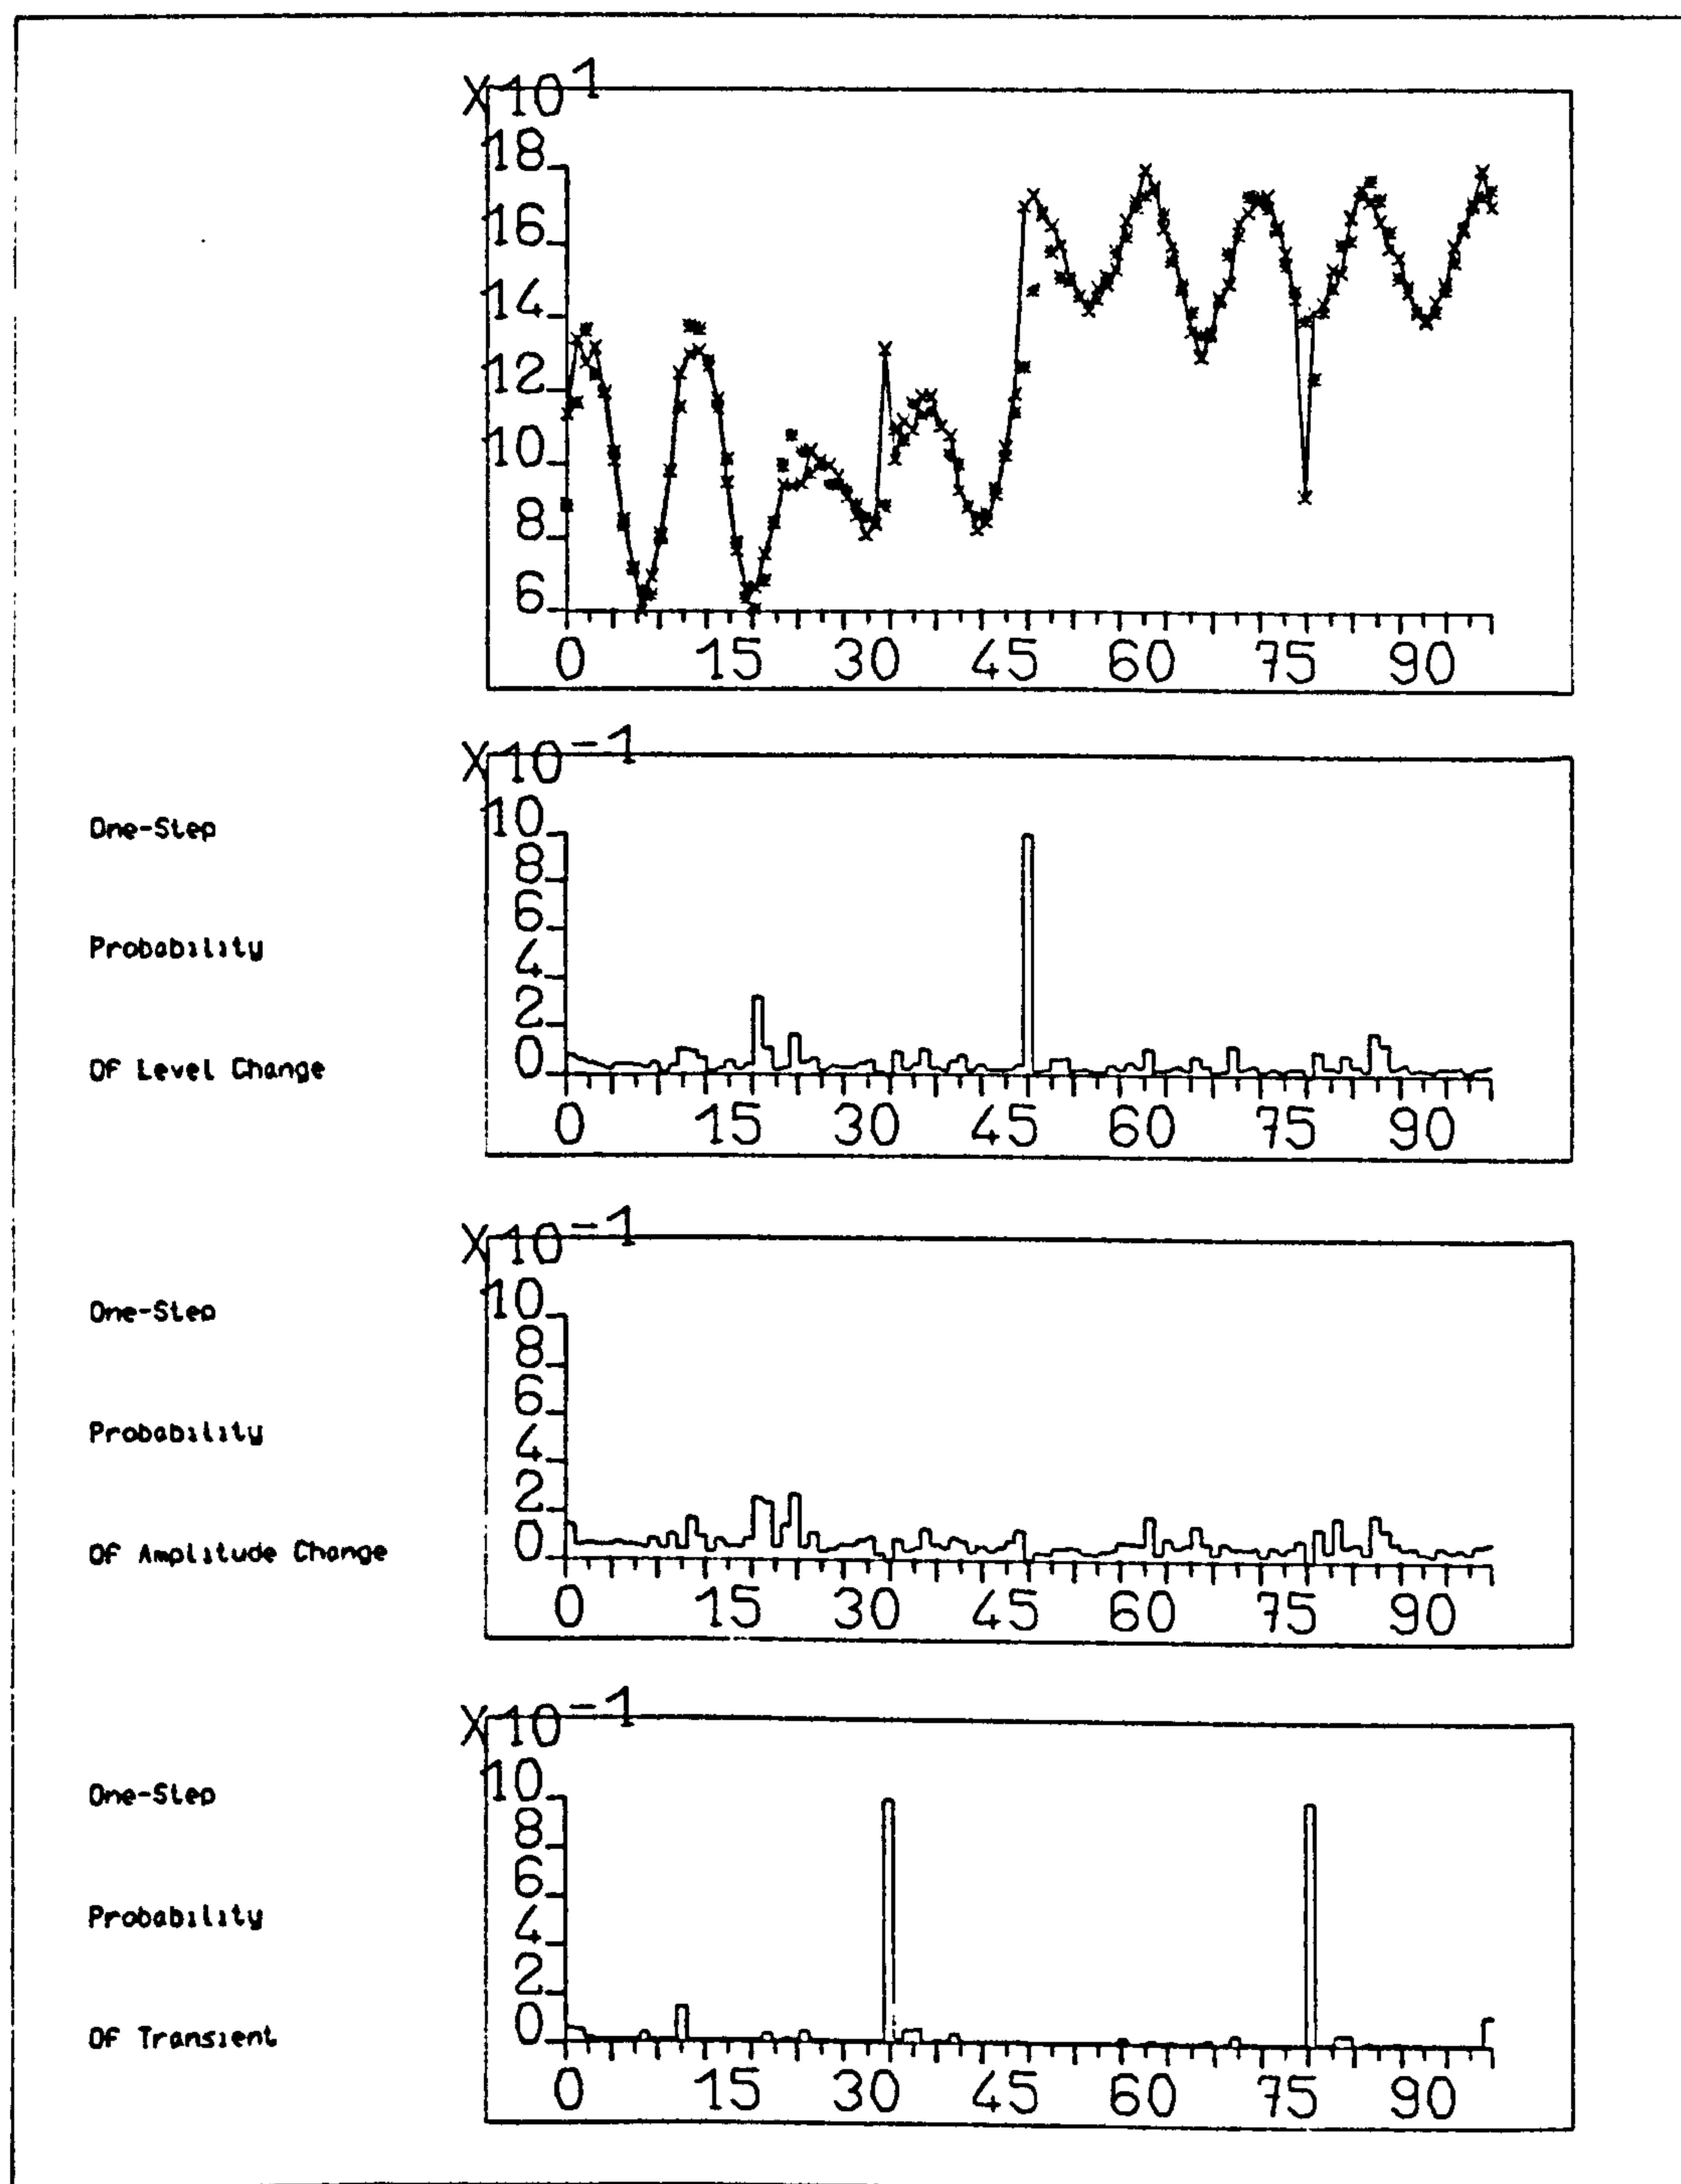 X10 1
18
16
14
12
10
8
6
0 15 30 45 60 75 90
X10 -1
One-Step
Probability
Of Level Change
10
8
6
4
2
0
0 15 30 45 60 75 90
X10 -1
One-Step
Probability
Of Amplitude Change
10
8
6
4
2
0
0 15 30 45 60 75 90
X10 -1
One-Step
Probability
Of Transient
10
8
6
4
2
0
0 15 30 45 60 75 90